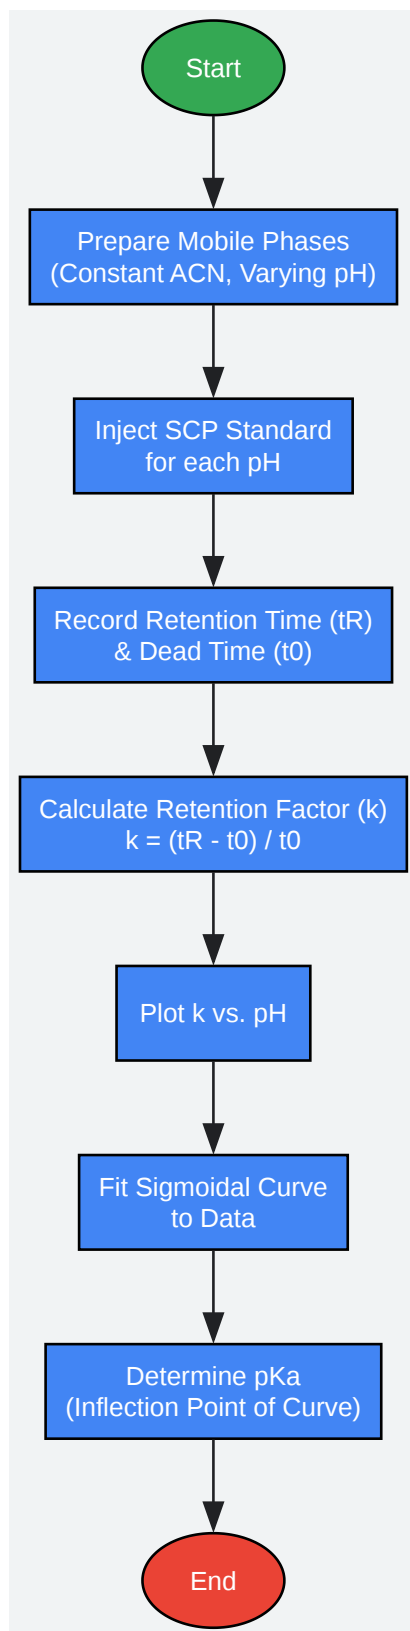 Start
Prepare Mobile Phases
(Constant ACN, Varying pH)
Inject SCP Standard
for each pH
Record Retention Time (tR)
& Dead Time (t0)
Calculate Retention Factor (k)
k = (tR - t0) / t0
Plot k vs. pH
Fit Sigmoidal Curve
to Data
Determine pKa
(Inflection Point of Curve)
End